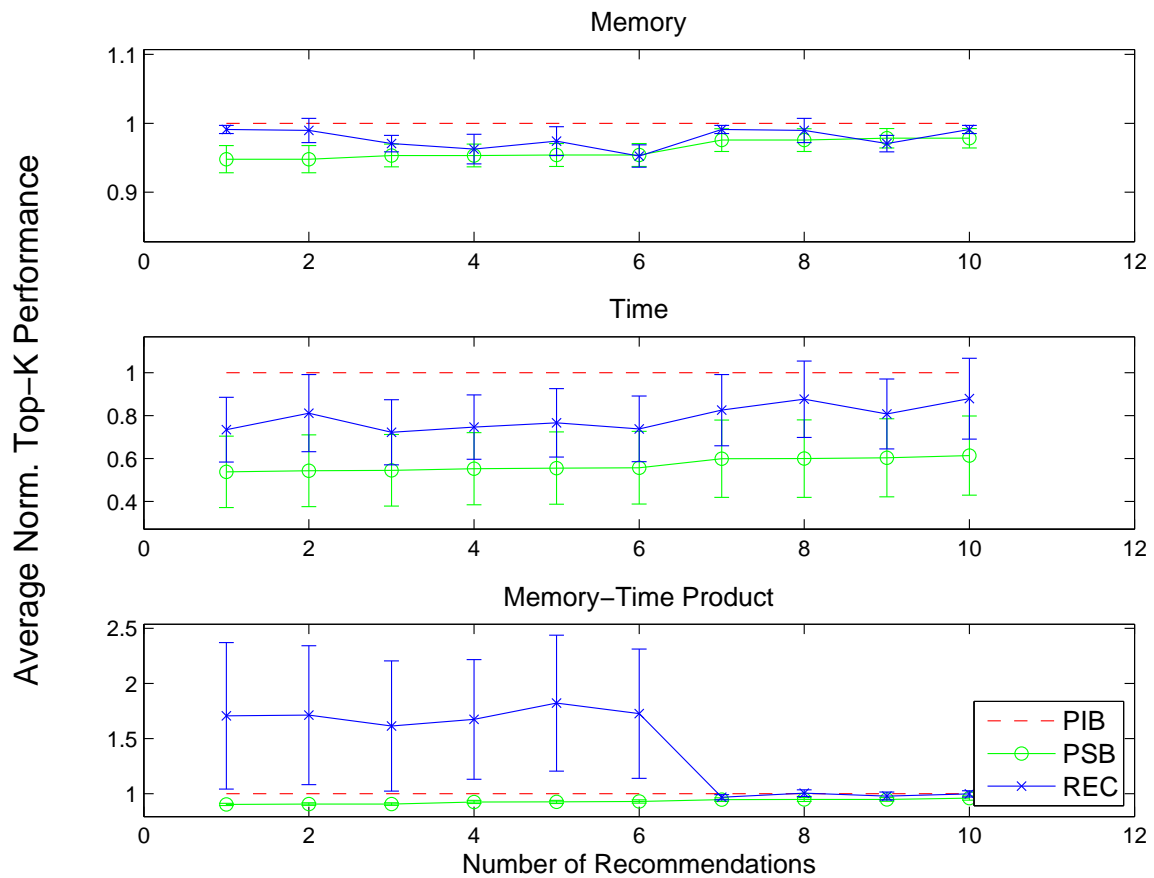 Memory
1.1
1
0.9
0 2 4 6 8 10 12
Time
1
0.8
0.6
0.4
0 2 4 6 8 10 12
Memory−Time Product
2.5
2
1.5
1
0 2 4 6 8 10 12
Number of Recommendations
Average Norm. Top−K Performance
PIB
PSB
REC